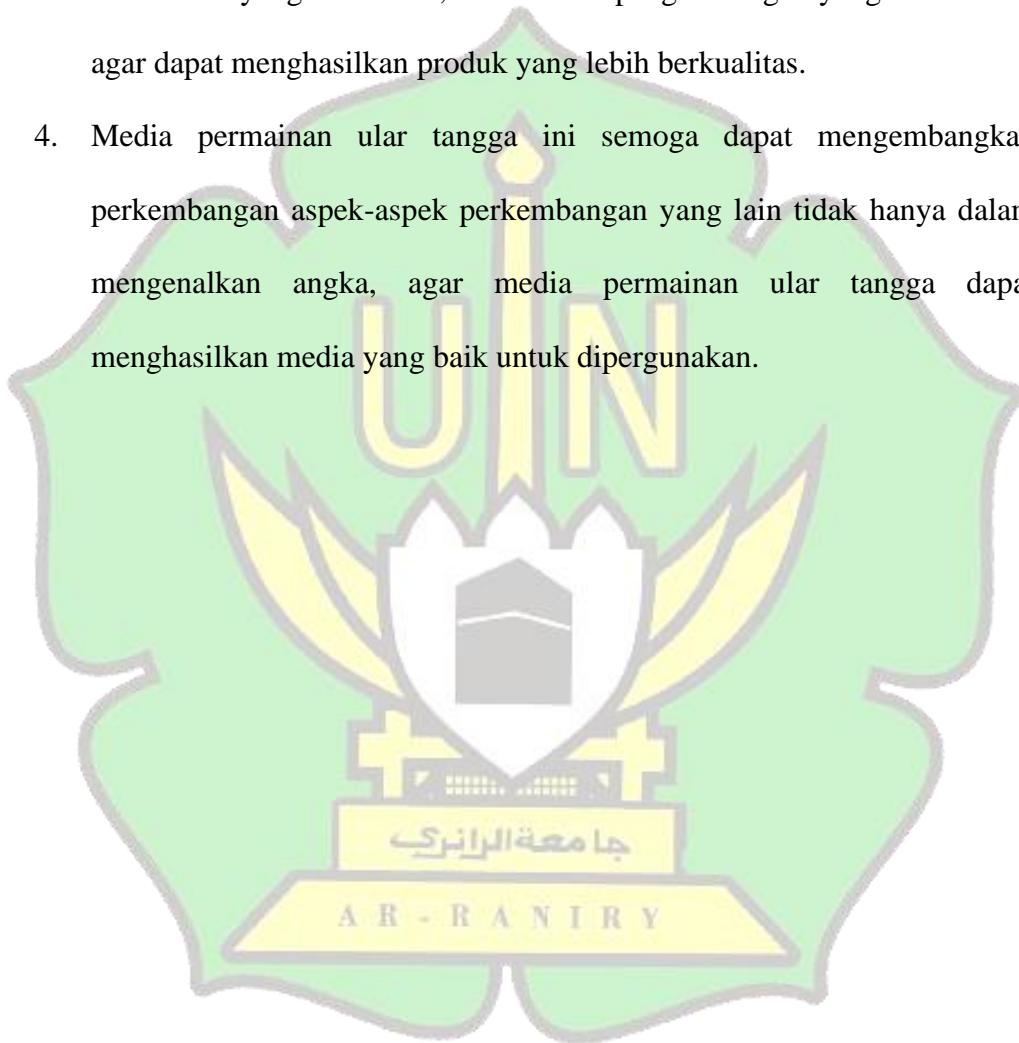 agar dapat menghasilkan produk yang lebih berkualitas.
4. Media permainan ular tangga ini semoga dapat mengembangka
perkembangan aspek-aspek perkembangan yang lain tidak hanya dalam
mengenalkan angka, agar media permainan ular tangga dapa
menghasilkan media yang baik untuk dipergunakan.
UIN
جامعة الرانري
AR-RANIRY